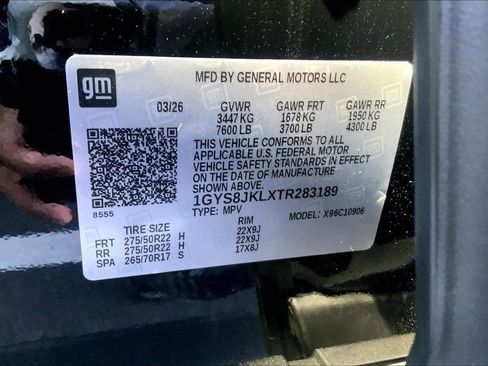 gm
MFD BY GENERAL MOTORS LLC
03/26 GVWR GAWR FRT GAWR RR
3447 KG 1678 KG 1950 KG
7600 LB 3700 LB 4300 LB
THIS VEHICLE CONFORMS TO ALL
APPLICABLE U.S. FEDERAL MOTOR
VEHICLE SAFETY STANDARDS IN EFFECT
ON THE DATE OF MANUFACTURE
SHOWN ABOVE.
1GYS8JKLXTR283189
TYPE: MPV MODEL: X96C10906
8555
TIRE SIZE RIM
FRT 275/50R22 H 22X9J
RR 275/50R22 H 22X9J
SPA 265/70R17 S 17X8J